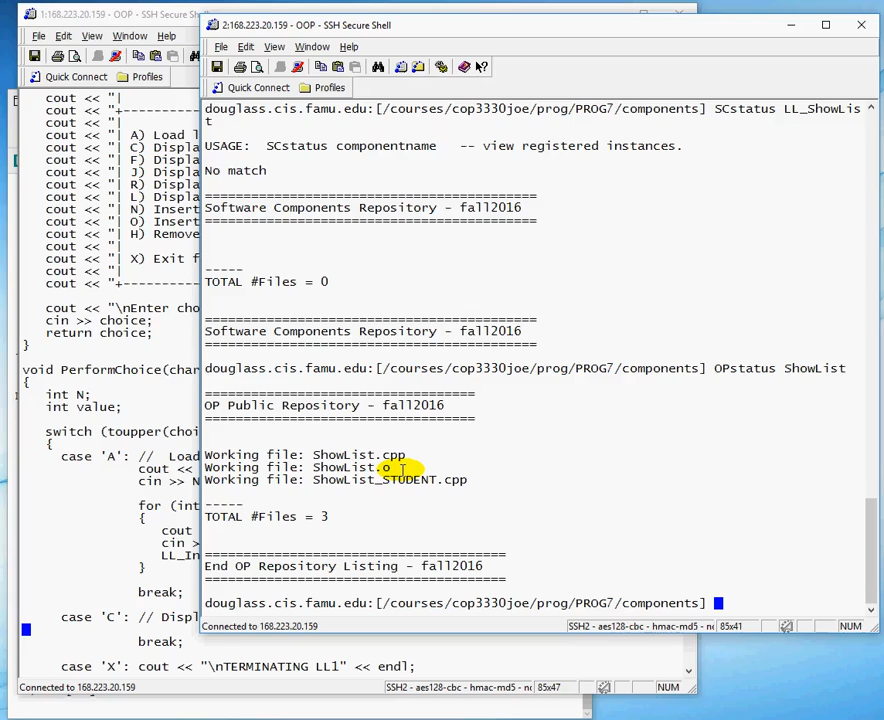 1:168.223.20.159 - OOP - SSH Secure Shell
File Edit View Window Help
Quick Connect Profiles
cout << "|
cout << "+----------
cout << "|
cout << "| A) Load l
cout << "| C) Displa
cout << "| F) Displa
cout << "| J) Displa
cout << "| R) Displa
cout << "| L) Displa
cout << "| N) Insert
cout << "| O) Insert
cout << "| H) Remove
cout << "|
cout << "| X) Exit f
cout << "|
cout << "+----------
cout << "\nEnter cho
cin >> choice;
return choice;
}
void PerformChoice(char
{
int N;
int value;
switch (toupper(choi
{
case 'A': // Loa
cout <<
cin >> N
for (int
{
cout
cin >
LL_In
}
break;
case 'C': // Disp
break;
case 'X': cout << "\nTERMINATING LL1" << endl;
Connected to 168.223.20.159 SSH2 - aes128-cbc - hmac-md5 - no 85x47 NUM
2:168.223.20.159 - OOP - SSH Secure Shell
File Edit View Window Help
Quick Connect Profiles
douglass.cis.famu.edu:[/courses/cop3330joe/prog/PROG7/components] SCstatus LL_ShowLis
t
USAGE: SCstatus componentname -- view registered instances.
No match
===========================================
Software Components Repository - fall2016
===========================================
-----
TOTAL #Files = 0
===========================================
Software Components Repository - fall2016
===========================================
douglass.cis.famu.edu:[/courses/cop3330joe/prog/PROG7/components] OPstatus ShowList
===================================
OP Public Repository - fall2016
===================================
Working file: ShowList.cpp
Working file: ShowList.o
Working file: ShowList_STUDENT.cpp
-----
TOTAL #Files = 3
=======================================
End OP Repository Listing - fall2016
=======================================
douglass.cis.famu.edu:[/courses/cop3330joe/prog/PROG7/components]
Connected to 168.223.20.159 SSH2 - aes128-cbc - hmac-md5 - no 85x41 NUM